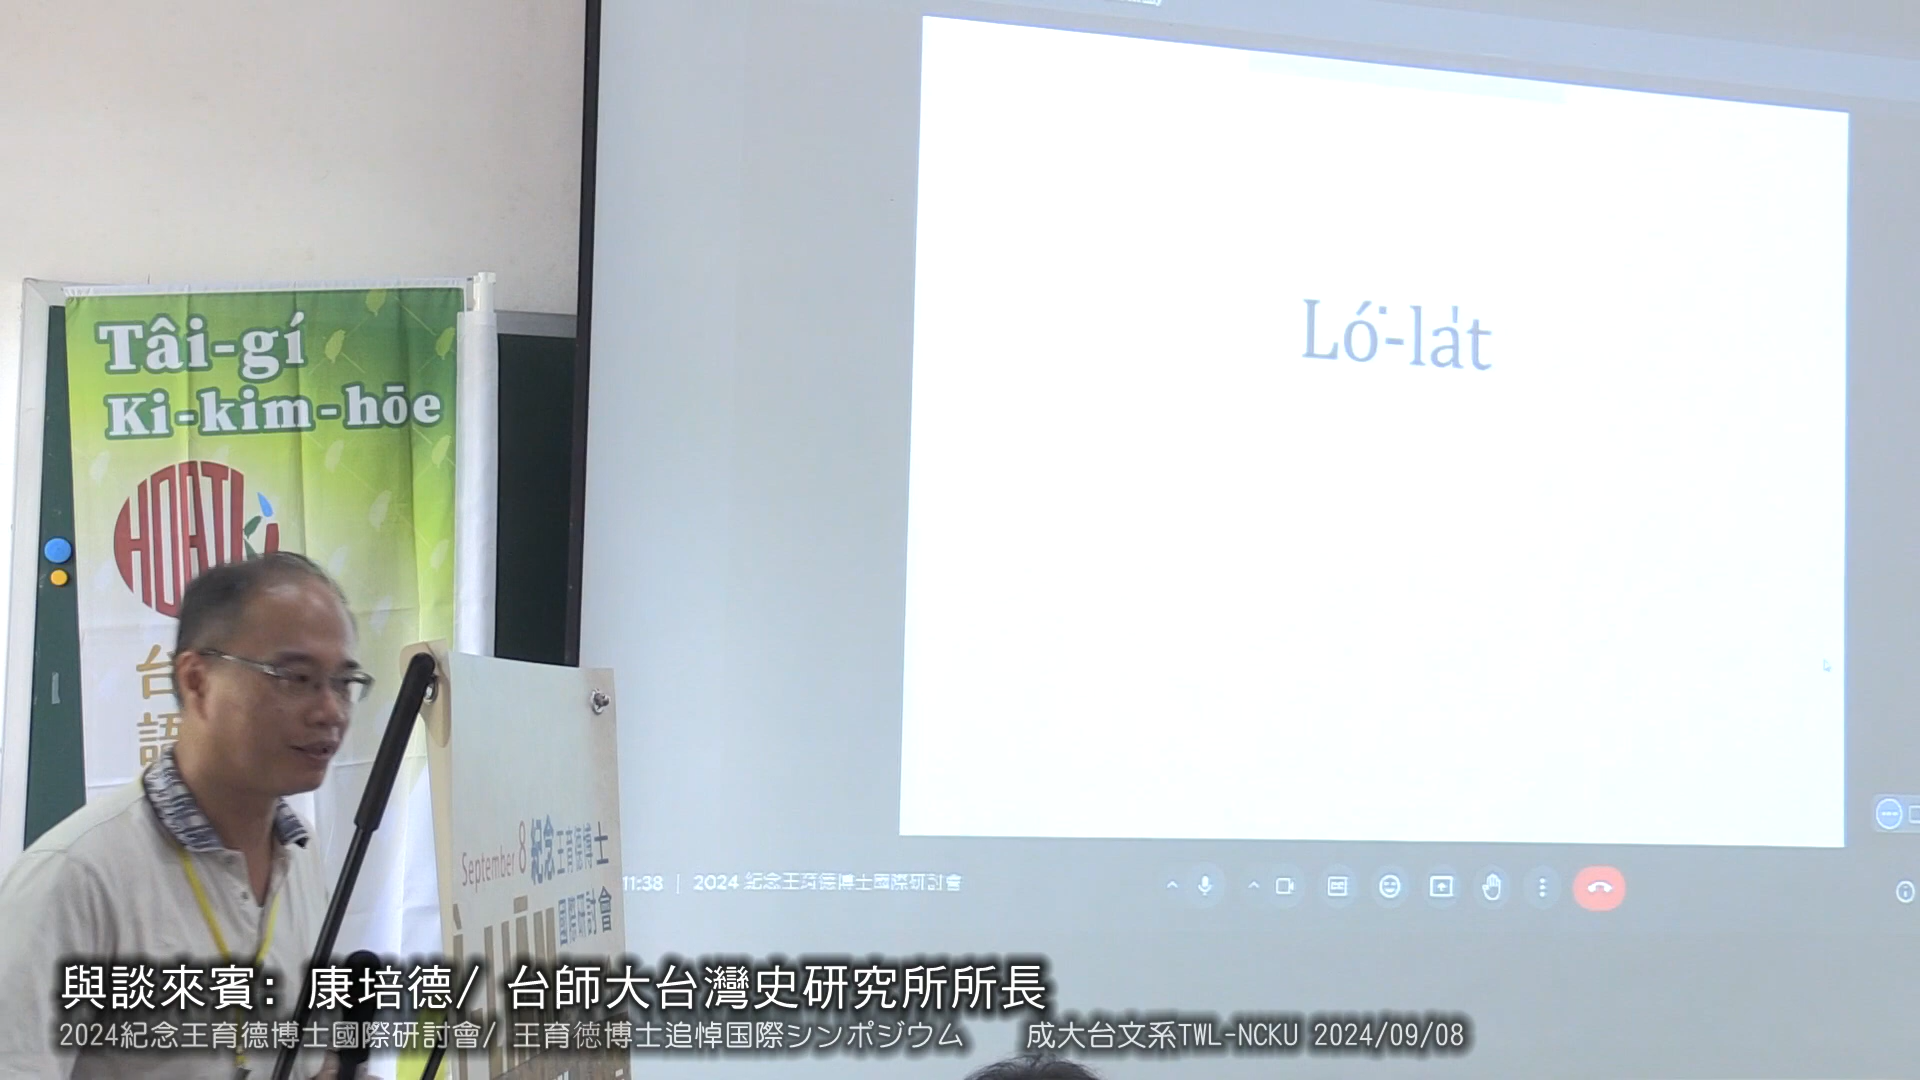 Tâi-gí
Ki-kim-hōe
HOAT
台
語
Ló͘-la̍t
September 8 紀念王育德博士
國際研討會
11:38 | 2024 紀念王育德博士國際研討會
與談來賓: 康培德/ 台師大台灣史研究所所長
2024紀念王育德博士國際研討會/ 王育徳博士追悼国際シンポジウム 成大台文系TWL-NCKU 2024/09/08